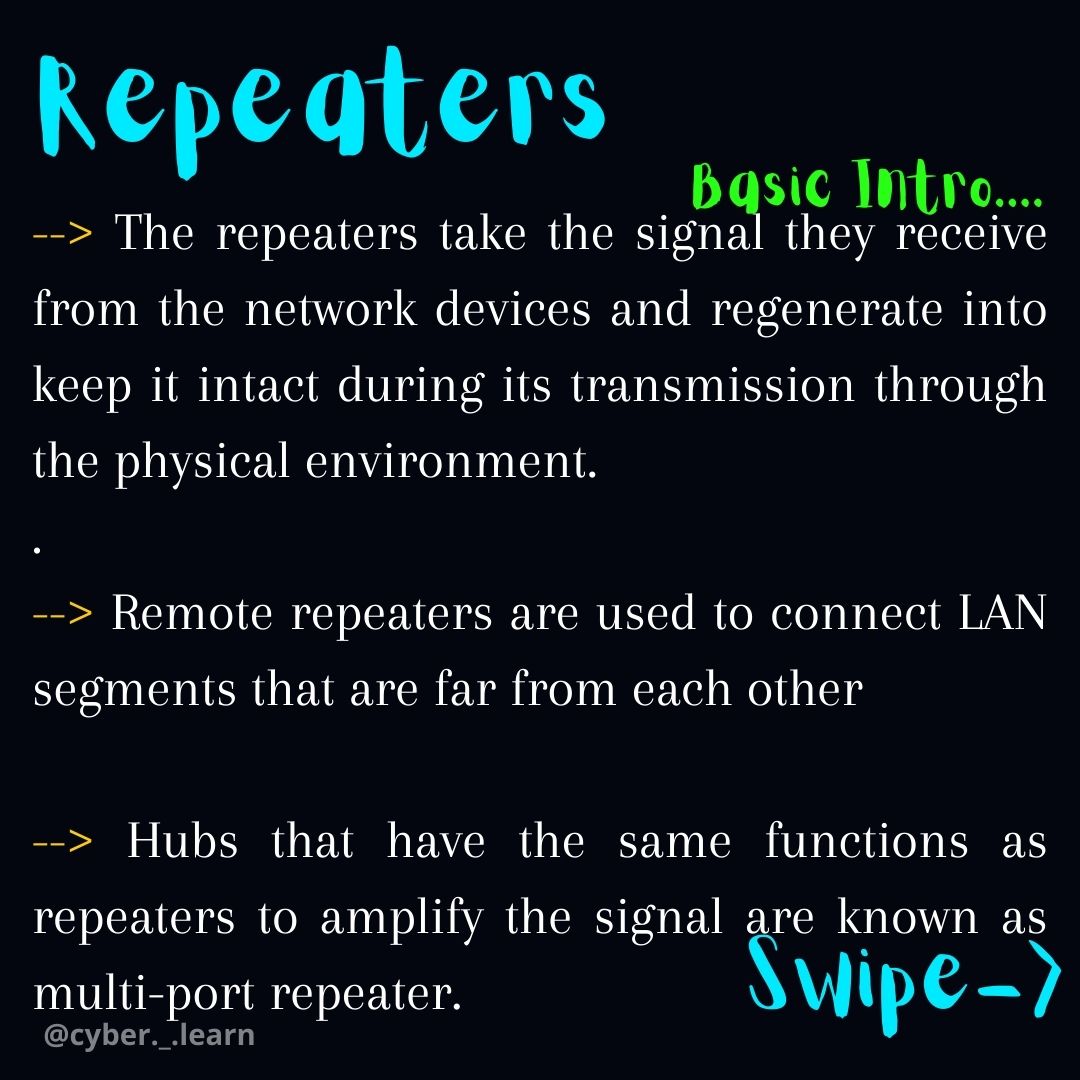 Repeaters
Basic Intro....
--> The repeaters take the signal they receive
from the network devices and regenerate into
keep it intact during its transmission through
the physical environment.
.
--> Remote repeaters are used to connect LAN
segments that are far from each other
--> Hubs that have the same functions as
repeaters to amplify the signal are known as
multi-port repeater.
Swipe->
@cyber._.learn